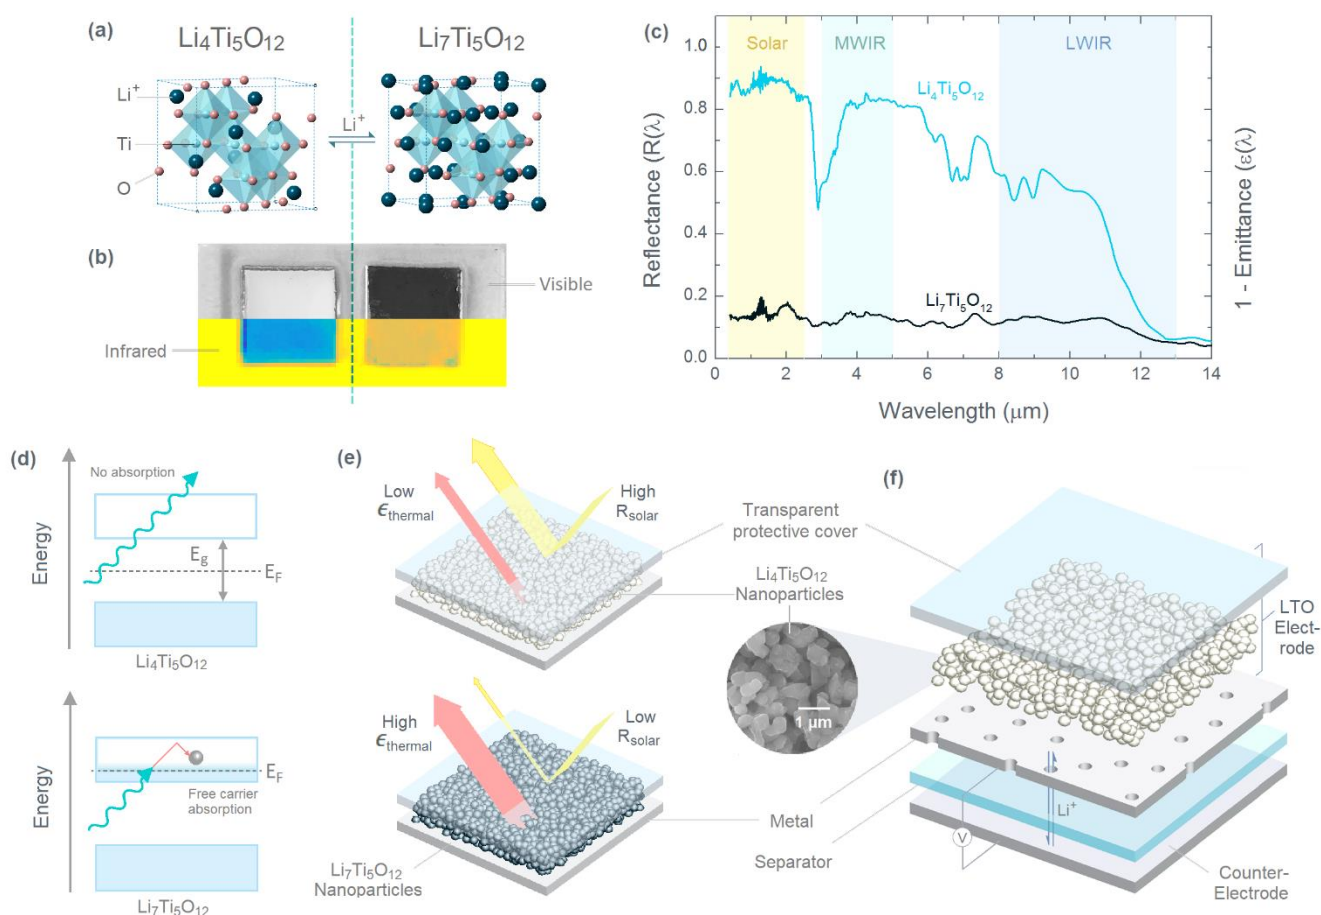 (a)
Li4Ti5O12
Li7Ti5O12
Li+
Ti
O
Li+
(b)
Visible
Infrared
(c)
Solar
MWIR
LWIR
Li4Ti5O12
Li7Ti5O12
Reflectance (R(λ)
1.0
0.8
0.6
0.4
0.2
0.0
0 2 4 6 8 10 12 14
Wavelength (μm)
1 - Emittance (ε(λ)
(d)
Energy
No absorption
Eg
EF
Li4Ti5O12
Energy
EF
Free carrier
absorption
Li7Ti5O12
(e)
Low
ϵthermal
High
Rsolar
High
ϵthermal
Low
Rsolar
Li7Ti5O12
Nanoparticles
Transparent
protective cover
Li4Ti5O12
Nanoparticles
1 μm
Metal
Separator
(f)
LTO
Elect-
rode
Li+
V
Counter-
Electrode